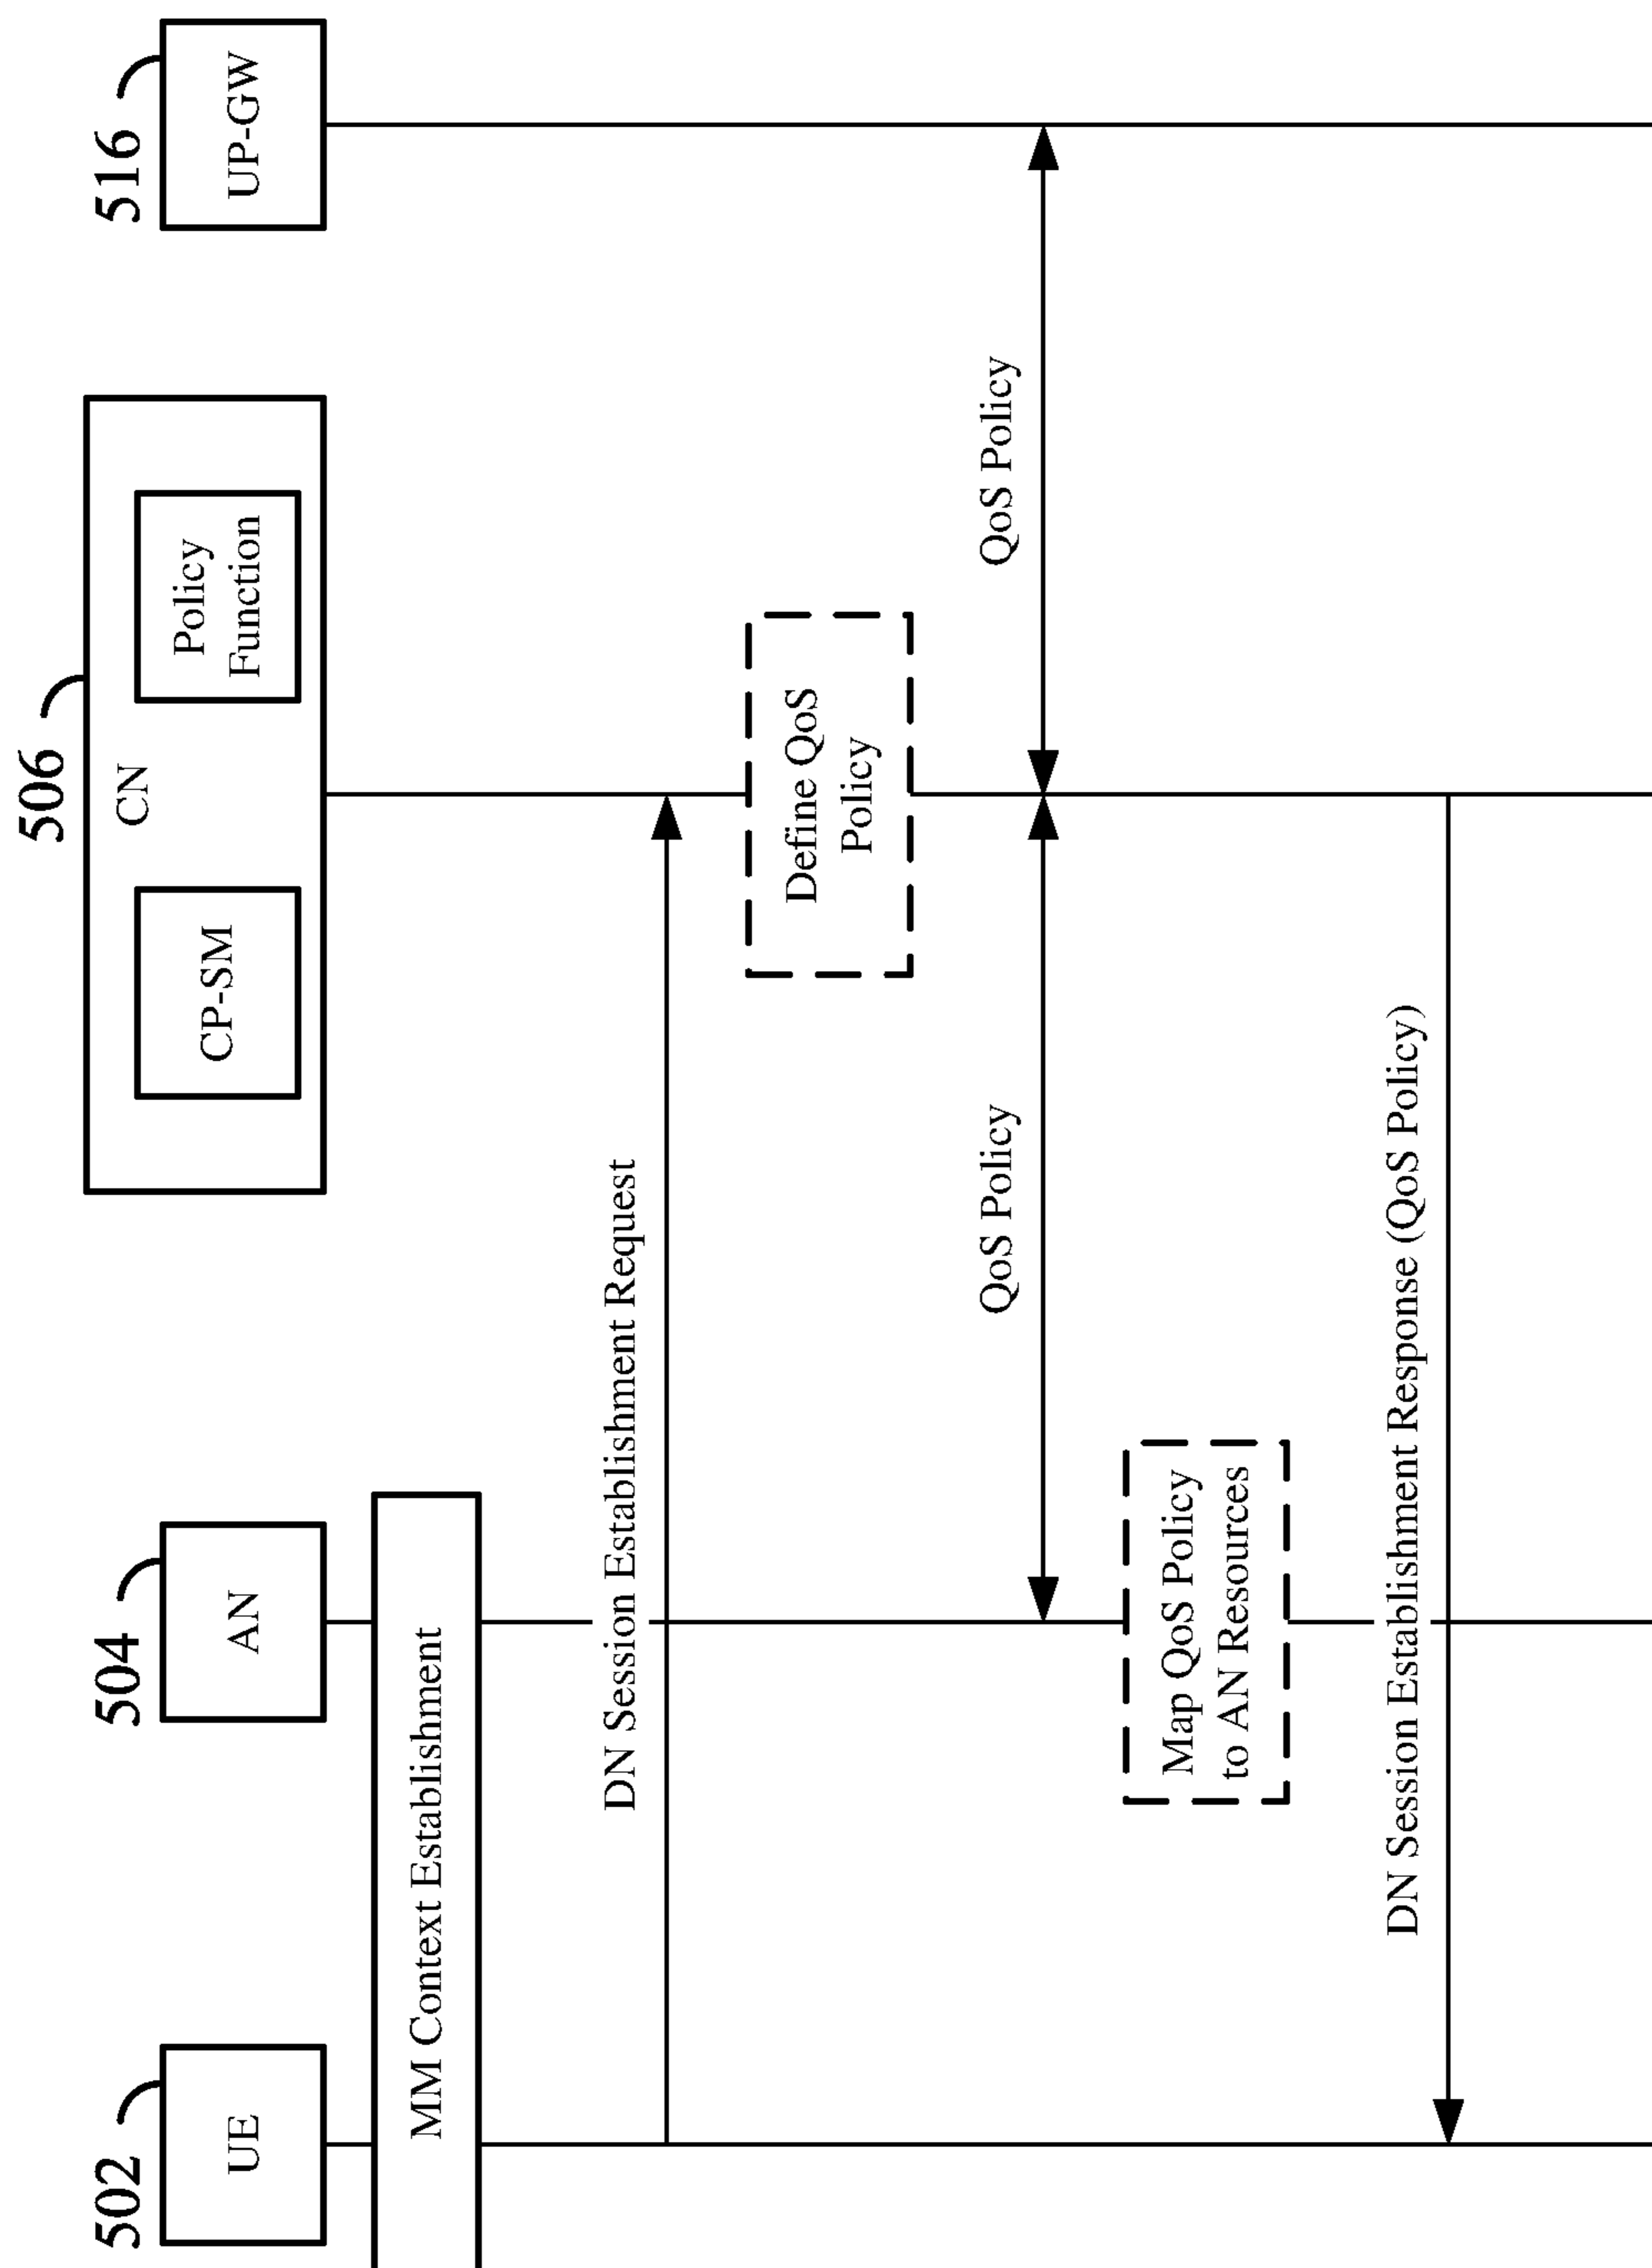 502
504
506
516
UE
AN
CP-SM
CN
Policy
Function
UP-GW
MM Context Establishment
DN Session Establishment Request
Define QoS
Policy
QoS Policy
QoS Policy
Map QoS Policy
to AN Resources
DN Session Establishment Response (QoS Policy)